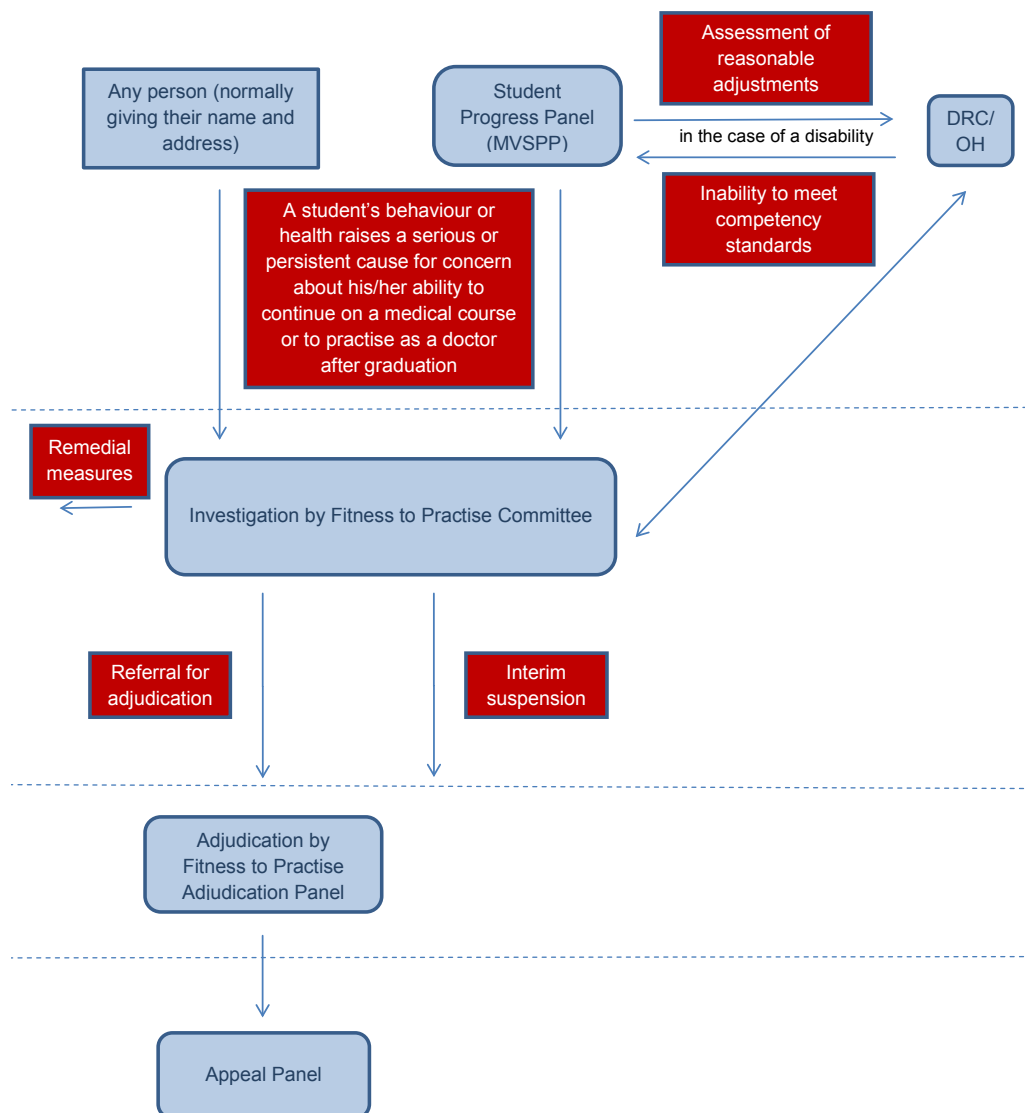 Any person (normally
giving their name and
address)
Student
Progress Panel
(MVSPP)
Assessment of
reasonable
adjustments
in the case of a disability
DRC/
OH
Inability to meet
competency
standards
A student’s behaviour or
health raises a serious or
persistent cause for concern
about his/her ability to
continue on a medical course
or to practise as a doctor
after graduation
Remedial
measures
Investigation by Fitness to Practise Committee
Referral for
adjudication
Interim
suspension
Adjudication by
Fitness to Practise
Adjudication Panel
Appeal Panel